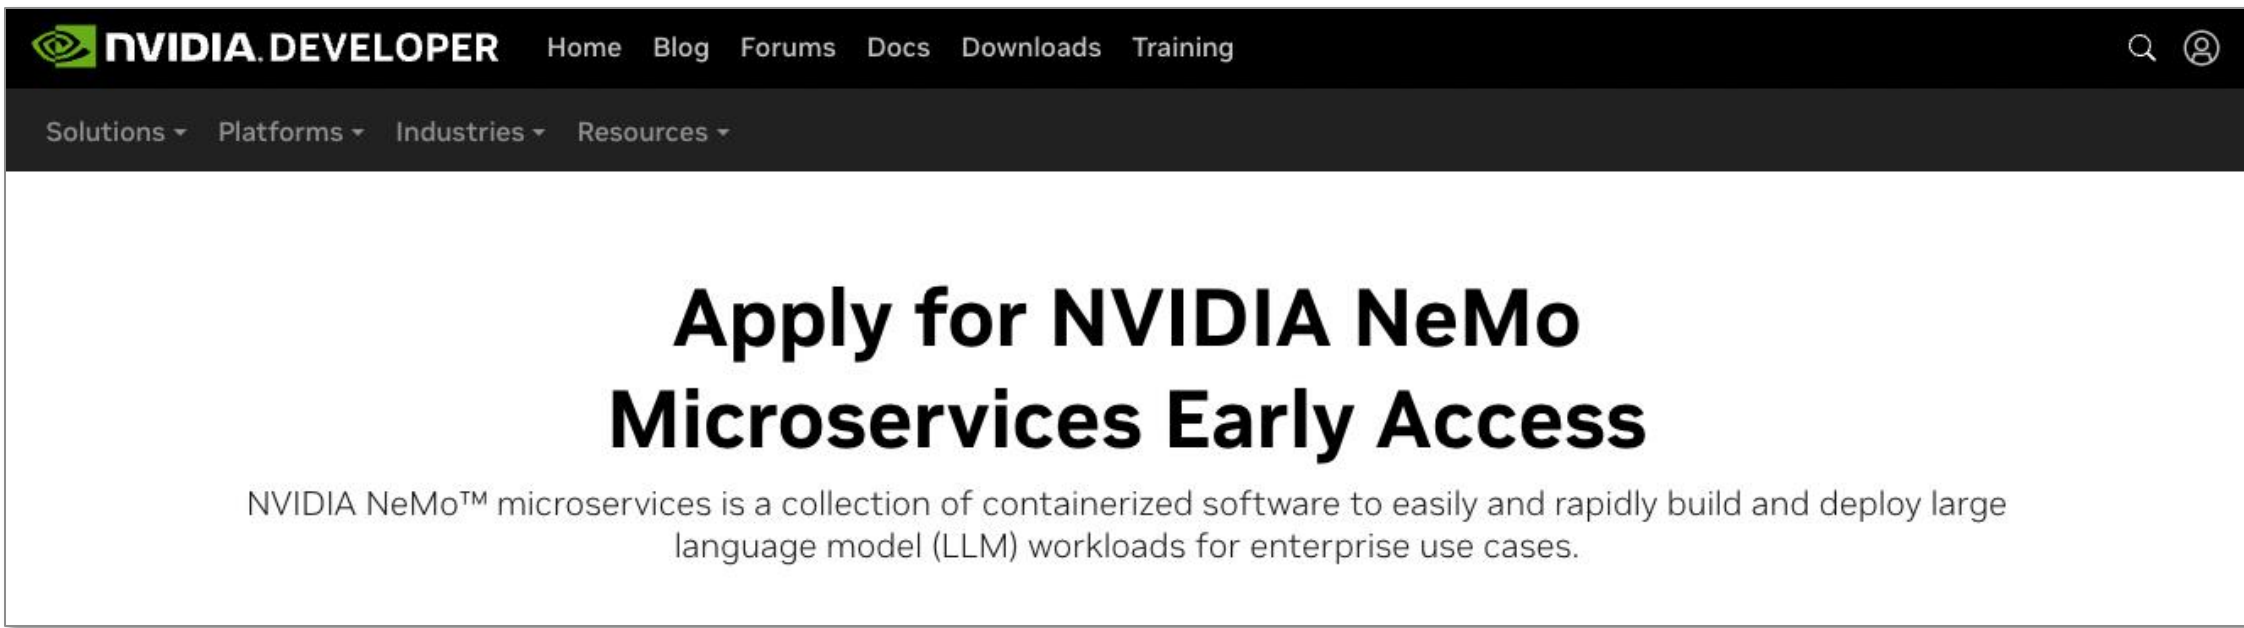 NVIDIA. DEVELOPER Home Blog Forums Docs Downloads Training
Solutions Platforms Industries Resources
Apply for NVIDIA NeMo
Microservices Early Access
NVIDIA NeMo™ microservices is a collection of containerized software to easily and rapidly build and deploy large
language model (LLM) workloads for enterprise use cases.